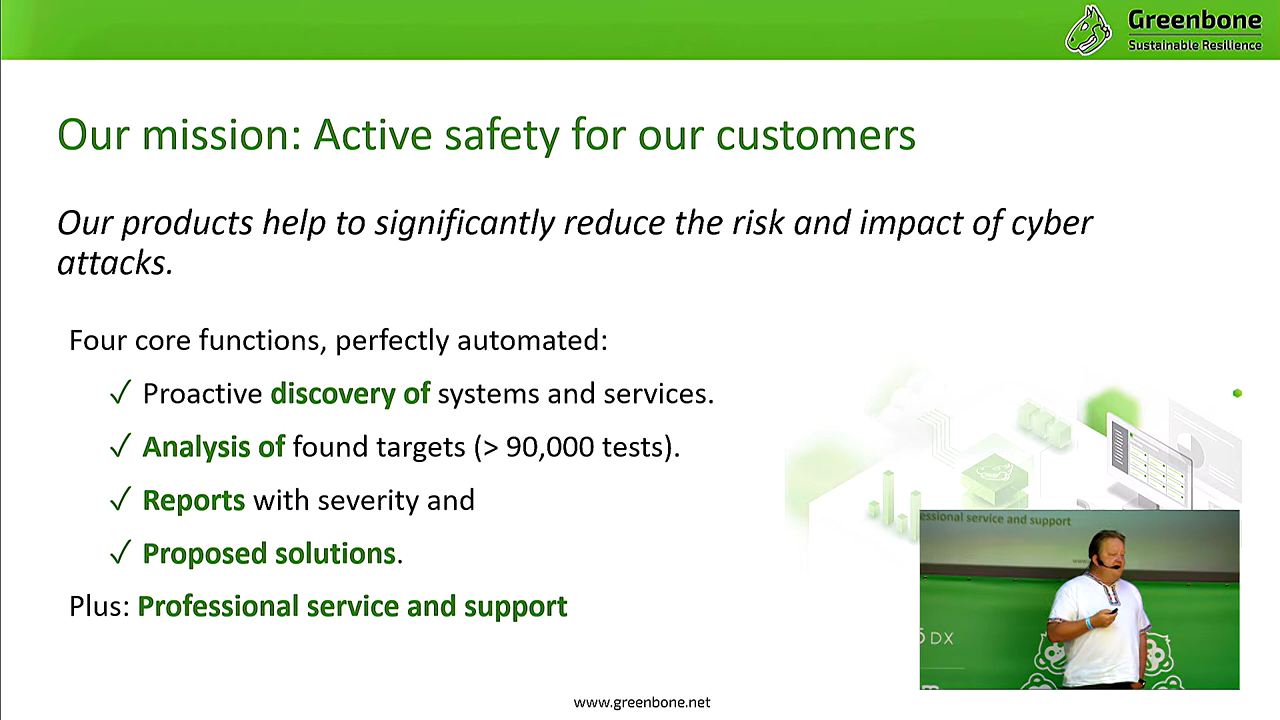 Greenbone
Sustainable Resilience
Our mission: Active safety for our customers
Our products help to significantly reduce the risk and impact of cyber
attacks.
Four core functions, perfectly automated:
✓ Proactive discovery of systems and services.
✓ Analysis of found targets (> 90,000 tests).
✓ Reports with severity and
✓ Proposed solutions.
Plus: Professional service and support
essional service and support
DX
www.greenbone.net